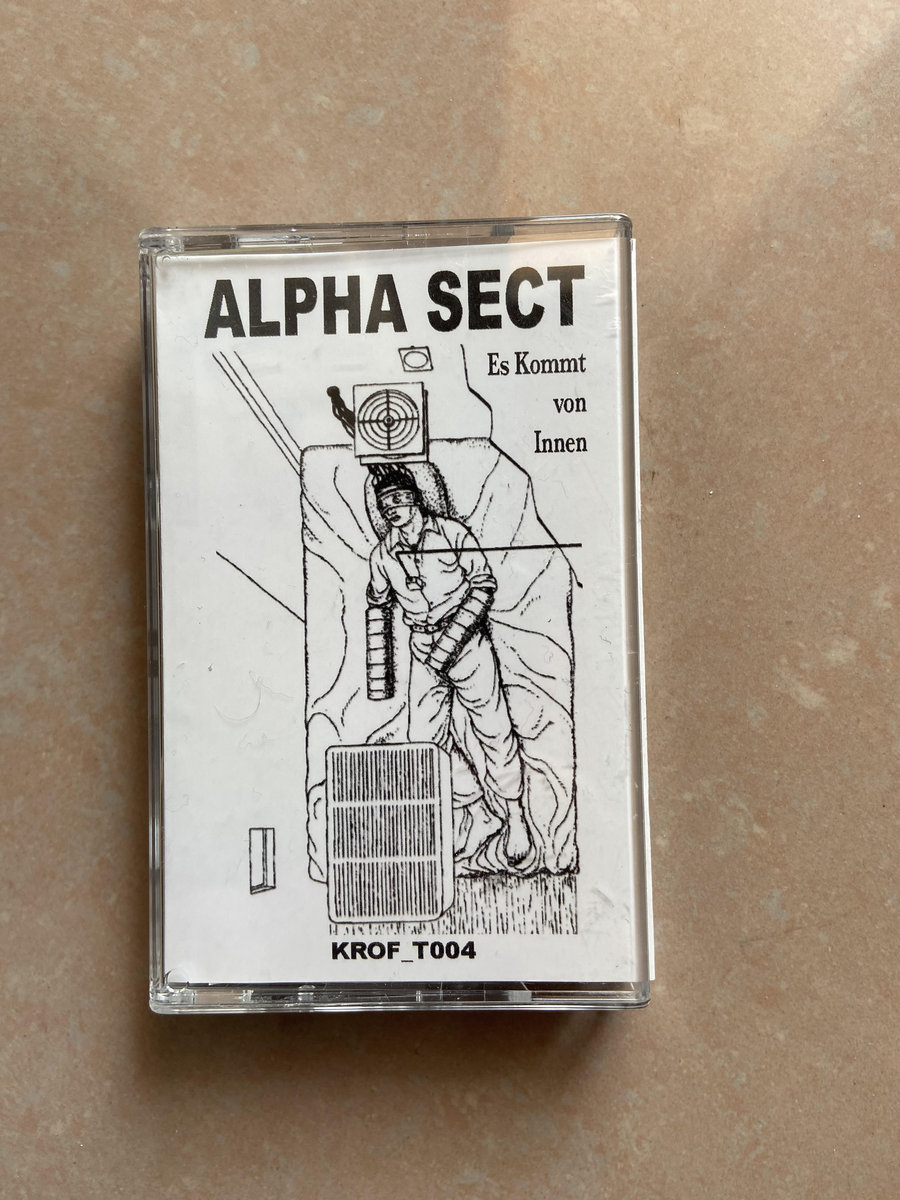 ALPHA SECT
Es Kommt
von
Innen
KROF_T004